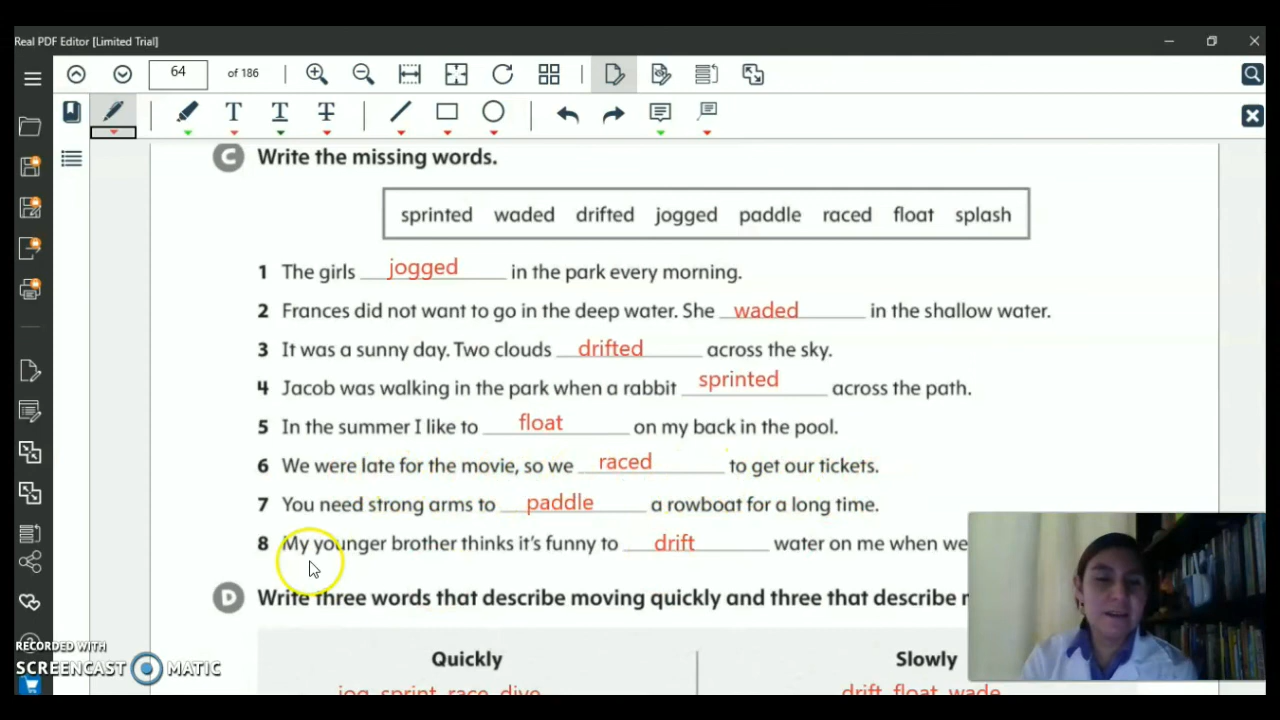 Real PDF Editor [Limited Trial]
64 of 186
C Write the missing words.
sprinted waded drifted jogged paddle raced float splash
1 The girls jogged in the park every morning.
2 Frances did not want to go in the deep water. She waded in the shallow water.
3 It was a sunny day. Two clouds drifted across the sky.
4 Jacob was walking in the park when a rabbit sprinted across the path.
5 In the summer I like to float on my back in the pool.
6 We were late for the movie, so we raced to get our tickets.
7 You need strong arms to paddle a rowboat for a long time.
8 My younger brother thinks it's funny to drift water on me when we
D Write three words that describe moving quickly and three that describe
Quickly Slowly
jog, sprint, race, dive drift, float, wade
RECORDED WITH
SCREENCAST MATIC